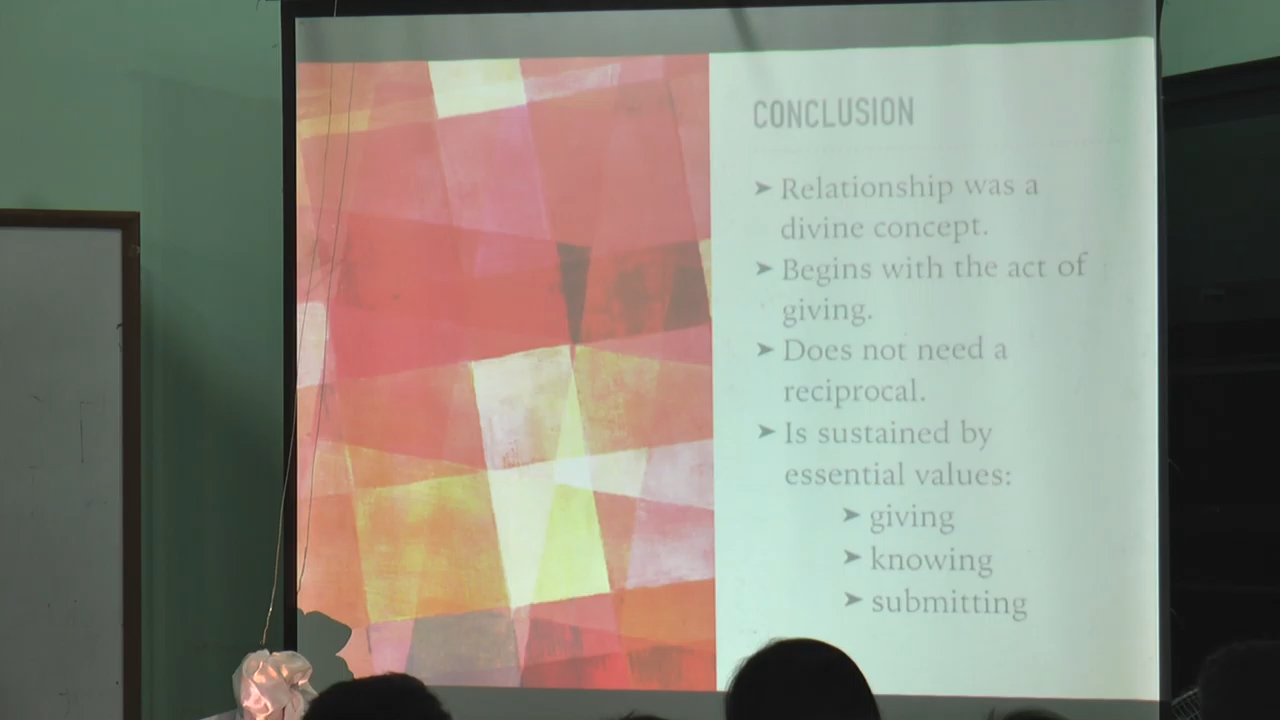 CONCLUSION
➤ Relationship was a
divine concept.
➤ Begins with the act of
giving.
➤ Does not need a
reciprocal.
➤ Is sustained by
essential values:
➤ giving
➤ knowing
➤ submitting